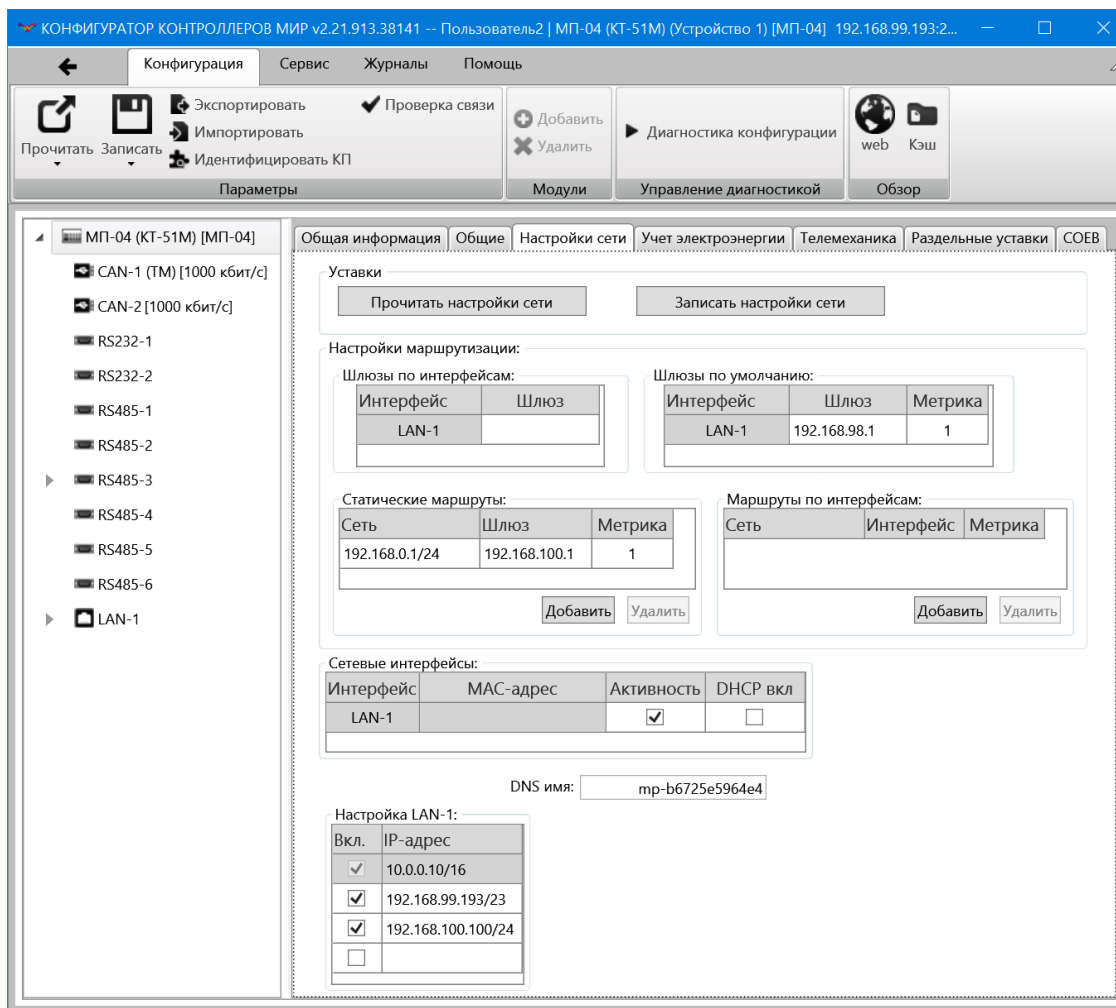 КОНФИГУРАТОР КОНТРОЛЛЕРОВ МИР v2.21.913.38141 -- Пользователь2 | МП-04 (КТ-51М) (Устройство 1) [МП-04] 192.168.99.193:2...
Конфигурация Сервис Журналы Помощь
Прочитать
Записать
Экспортировать
Импортировать
Идентифицировать КП
Проверка связи
Параметры
Добавить
Удалить
Модули
Диагностика конфигурации
Управление диагностикой
web Кэш
Обзор
МП-04 (КТ-51М) [МП-04]
CAN-1 (ТМ) [1000 кбит/с]
CAN-2 [1000 кбит/с]
RS232-1
RS232-2
RS485-1
RS485-2
RS485-3
RS485-4
RS485-5
RS485-6
LAN-1
Общая информация Общие Настройки сети Учет электроэнергии Телемеханика Раздельные уставки СОЕВ
Уставки
Прочитать настройки сети Записать настройки сети
Настройки маршрутизации:
Шлюзы по интерфейсам:
Интерфейс Шлюз
LAN-1
Шлюзы по умолчанию:
Интерфейс Шлюз Метрика
LAN-1 192.168.98.1 1
Статические маршруты:
Сеть Шлюз Метрика
192.168.0.1/24 192.168.100.1 1
Добавить Удалить
Маршруты по интерфейсам:
Сеть Интерфейс Метрика
Добавить Удалить
Сетевые интерфейсы:
Интерфейс MAC-адрес Активность DHCP вкл
LAN-1
DNS имя: mp-b6725e5964e4
Настройка LAN-1:
Вкл. IP-адрес
10.0.0.10/16
192.168.99.193/23
192.168.100.100/24